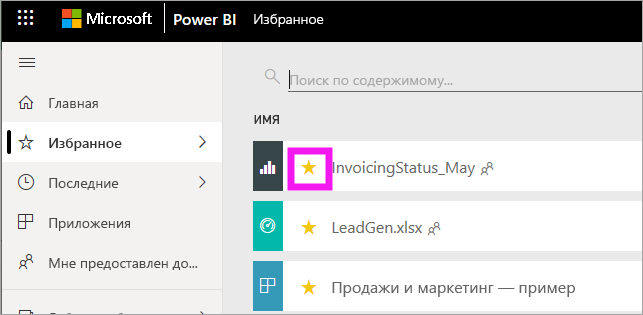 Microsoft Power BI Избранное
Поиск по содержимому...
Главная
ИМЯ
Избранное
InvoicingStatus_May
Последние
Приложения
LeadGen.xlsx
Мне предоставлен до...
Продажи и маркетинг — пример